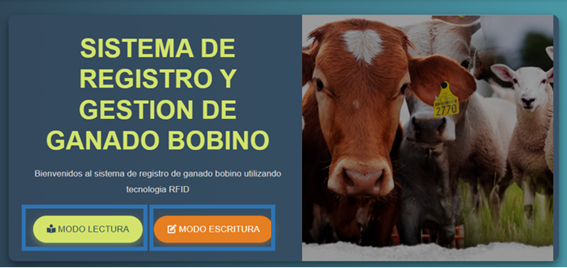 SISTEMA DE
REGISTRO Y
GESTION DE
GANADO BOBINO
Bienvenidos al sistema de registro de ganado bobino utilizando
tecnologia RFID
MODO LECTURA
MODO ESCRITURA
2770